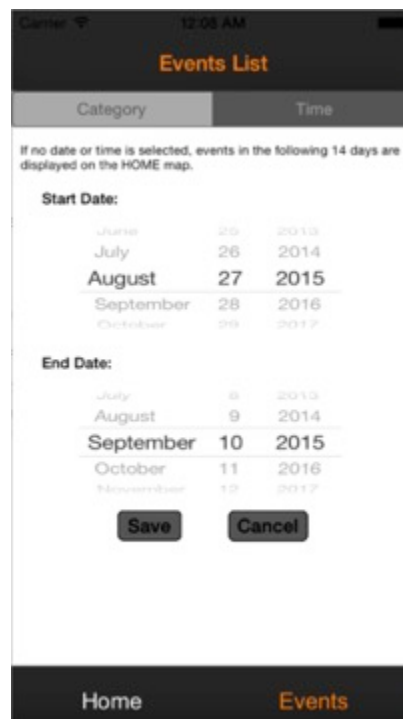 Carrier 12:08 AM
Events List
Category Time
If no date or time is selected, events in the following 14 days are
displayed on the HOME map.
Start Date:
June 25 2013
July 26 2014
August 27 2015
September 28 2016
October 29 2017
End Date:
July 8 2013
August 9 2014
September 10 2015
October 11 2016
November 12 2017
Save Cancel
Home Events